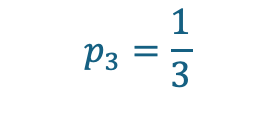 p₃ = 1/3